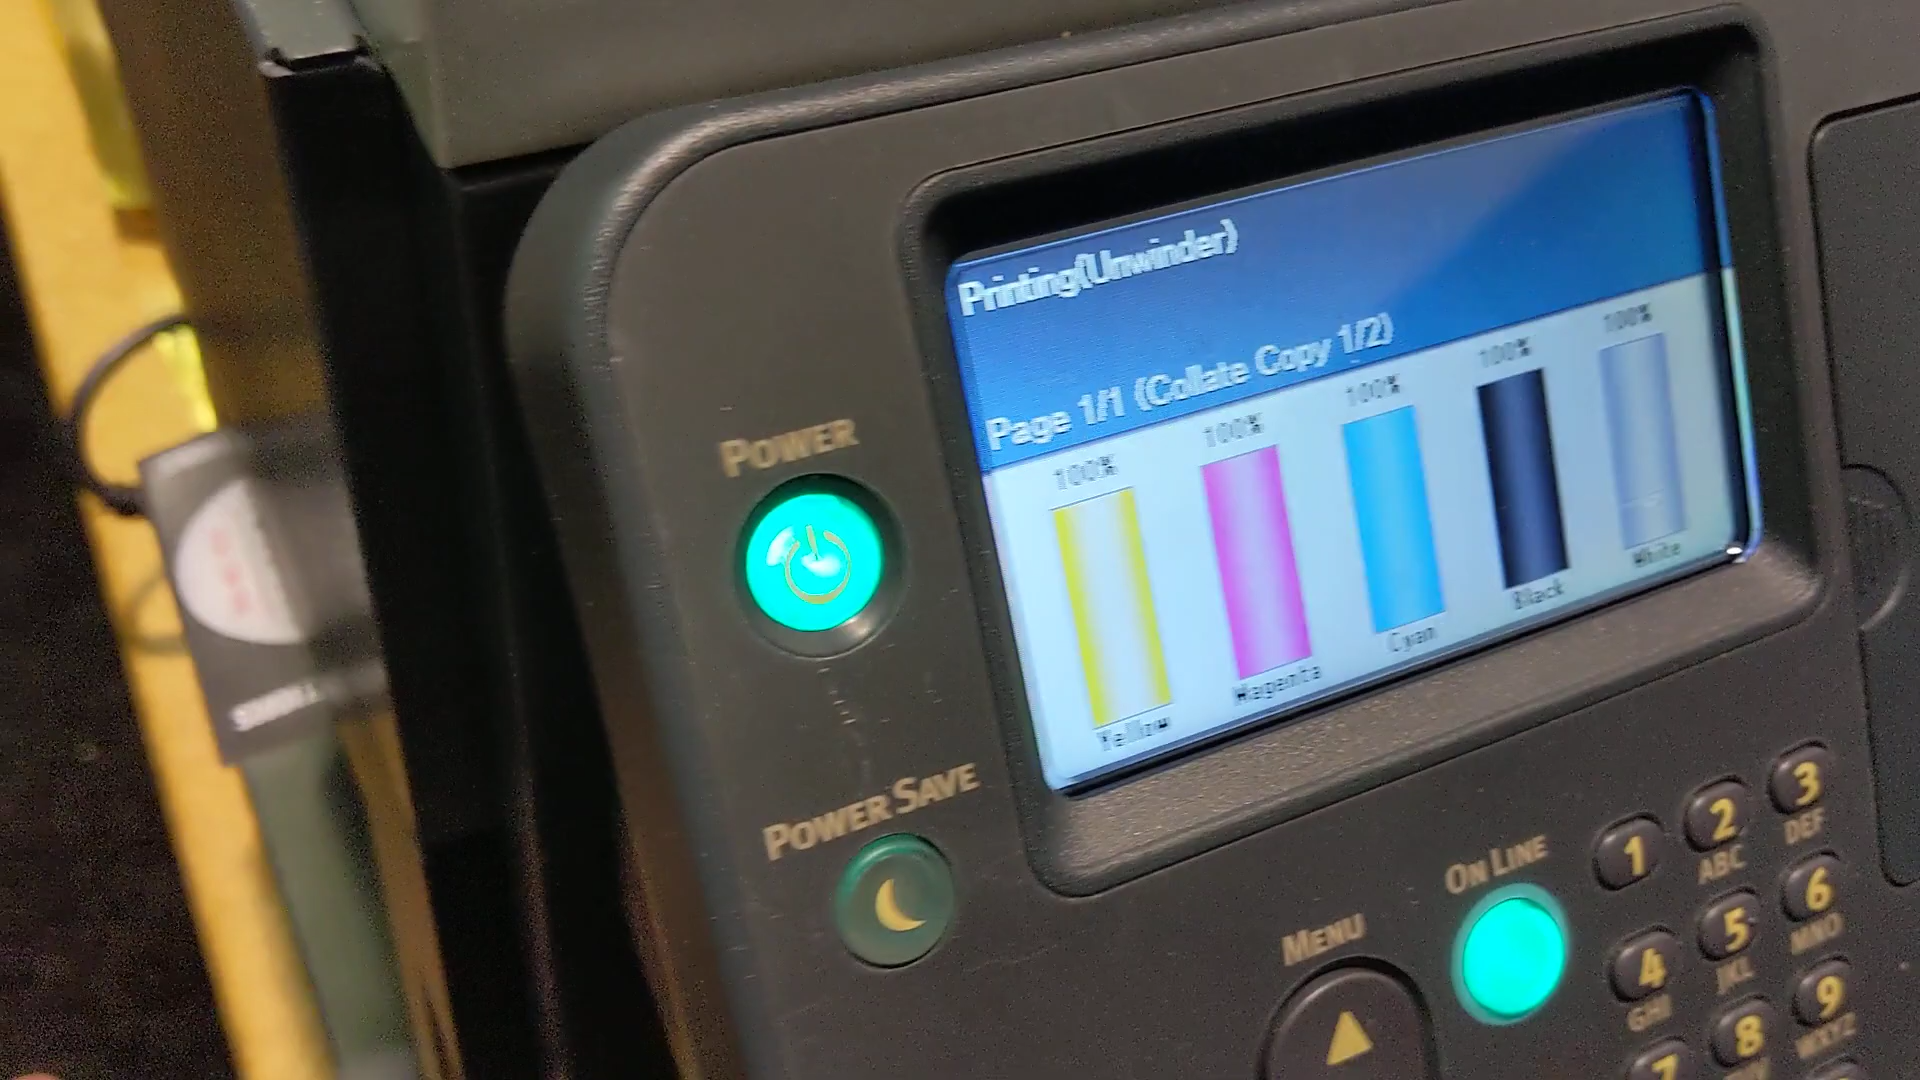 Printing(Unwinder)
Page 1/1 (Collate Copy 1/2)
100% 100% 100% 100% 100%
Yellow Magenta Cyan Black White
POWER
POWER SAVE
MENU
ON LINE
1 2 3
ABC DEF
4 5 6
GHI JKL MNO
7 8 9
WXYZ